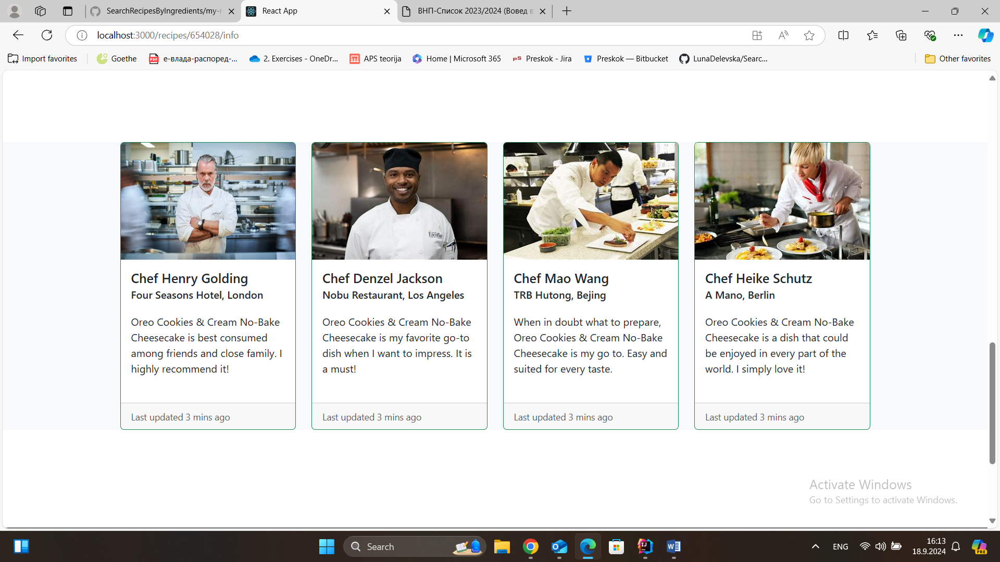 SearchRecipesByIngredients/my-r
React App
ВНП-Список 2023/2024 (Вовед в
localhost:3000/recipes/654028/info
Import favorites
Goethe
PDF
е-влада-распоред-...
2. Exercises - OneDr...
APS teorija
Home | Microsoft 365
Preskok - Jira
Preskok — Bitbucket
LunaDelevska/Searc...
Other favorites
Escoffier
Chef Henry Golding
Four Seasons Hotel, London
Oreo Cookies & Cream No-Bake
Cheesecake is best consumed
among friends and close family. I
highly recommend it!
Last updated 3 mins ago
Chef Denzel Jackson
Nobu Restaurant, Los Angeles
Oreo Cookies & Cream No-Bake
Cheesecake is my favorite go-to
dish when I want to impress. It is
a must!
Last updated 3 mins ago
Chef Mao Wang
TRB Hutong, Bejing
When in doubt what to prepare,
Oreo Cookies & Cream No-Bake
Cheesecake is my go to. Easy and
suited for every taste.
Last updated 3 mins ago
Chef Heike Schutz
A Mano, Berlin
Oreo Cookies & Cream No-Bake
Cheesecake is a dish that could
be enjoyed in every part of the
world. I simply love it!
Last updated 3 mins ago
Activate Windows
Go to Settings to activate Windows.
Search
ENG
16:13
18.9.2024
PRE